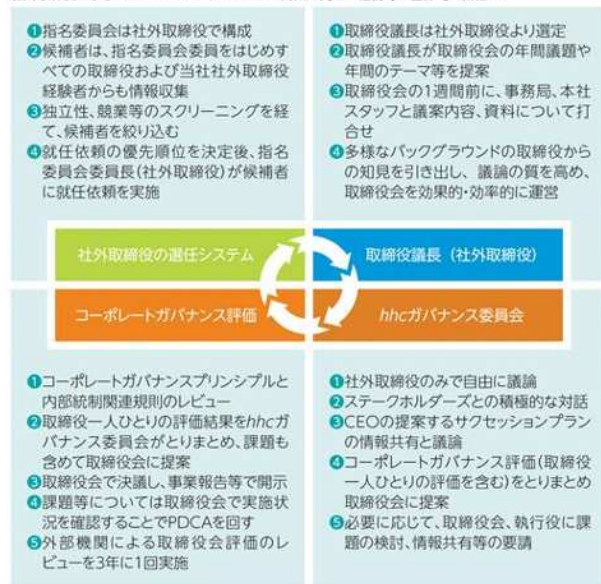 ❶指名委員会は社外取締役で構成
❷候補者は、指名委員会委員をはじめす
べての取締役および当社社外取締役
経験者からも情報収集
❸独立性、競業等のスクリーニングを経
て、候補者を絞り込む
❹就任依頼の優先順位を決定後、指名
委員会委員長(社外取締役)が候補者
に就任依頼を実施
❶取締役議長は社外取締役より選定
❷取締役議長が取締役会の年間議題や
年間のテーマ等を提案
❸取締役会の1週間前に、事務局、本社
スタッフと議案内容、資料について打
合せ
❹多様なバックグラウンドの取締役から
の知見を引き出し、議論の質を高め、
取締役会を効果的・効率的に運営
社外取締役の選任システム
取締役議長（社外取締役）
コーポレートガバナンス評価
hhcガバナンス委員会
❶コーポレートガバナンスプリンシプルと
内部統制関連規則のレビュー
❷取締役一人ひとりの評価結果をhhcガ
バナンス委員会がとりまとめ、課題も
含めて取締役会に提案
❸取締役会で決議し、事業報告等で開示
❹課題等については取締役会で実施状
況を確認することでPDCAを回す
❺外部機関による取締役会評価のレ
ビューを3年に1回実施
❶社外取締役のみで自由に議論
❷ステークホルダーズとの積極的な対話
❸CEOの提案するサクセッションプラン
の情報共有と議論
❹コーポレートガバナンス評価(取締役
一人ひとりの評価を含む)をとりまとめ
取締役会に提案
❺必要に応じて、取締役会、執行役に課
題の検討、情報共有等の要請